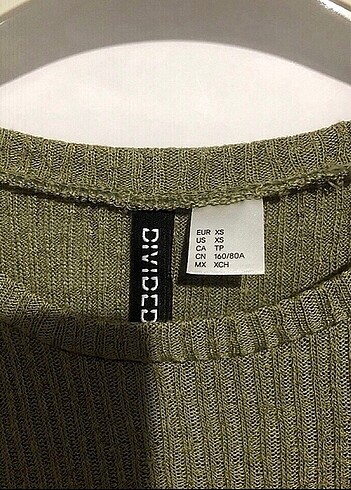 DIVIDED
EUR XS
US XS
CA TP
CN 160/80A
MX XCH